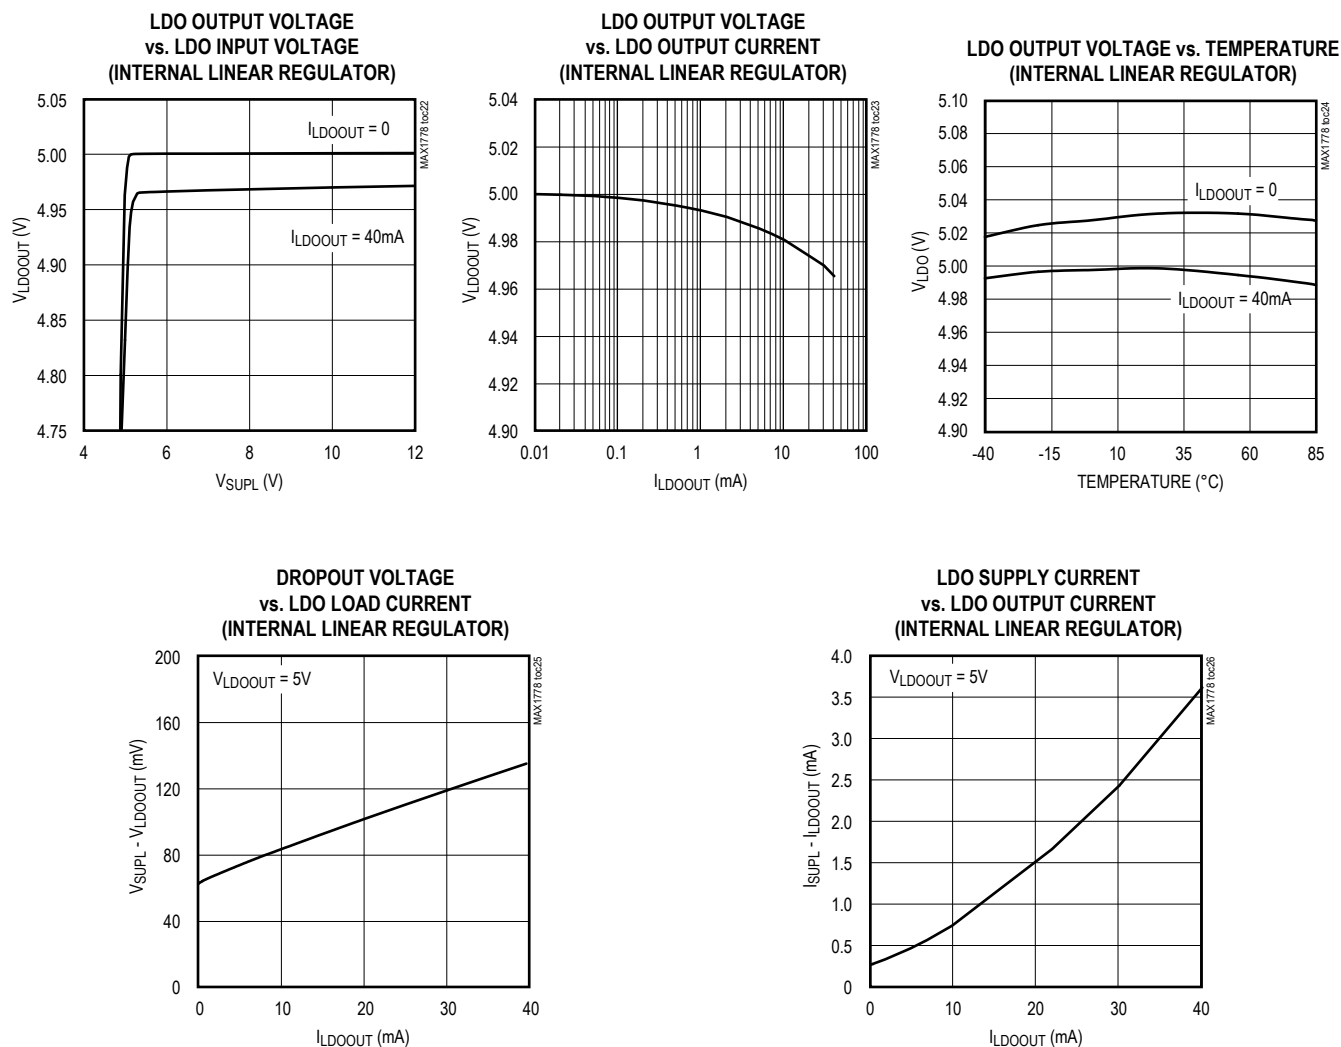 LDO OUTPUT VOLTAGE
vs. LDO INPUT VOLTAGE
(INTERNAL LINEAR REGULATOR)
5.05
5.00
4.95
4.90
4.85
4.80
4.75
VLDOOUT (V)
ILDOOUT = 0
ILDOOUT = 40mA
MAX1778 toc22
4 6 8 10 12
VSUPL (V)
LDO OUTPUT VOLTAGE
vs. LDO OUTPUT CURRENT
(INTERNAL LINEAR REGULATOR)
5.04
5.02
5.00
4.98
4.96
4.94
4.92
4.90
VLDOOUT (V)
MAX1778 toc23
0.01 0.1 1 10 100
ILDOOUT (mA)
LDO OUTPUT VOLTAGE vs. TEMPERATURE
(INTERNAL LINEAR REGULATOR)
5.10
5.08
5.06
5.04
5.02
5.00
4.98
4.96
4.94
4.92
4.90
VLDO (V)
ILDOOUT = 0
ILDOOUT = 40mA
MAX1778 toc24
-40 -15 10 35 60 85
TEMPERATURE (°C)
DROPOUT VOLTAGE
vs. LDO LOAD CURRENT
(INTERNAL LINEAR REGULATOR)
200
160
120
80
40
0
VSUPL - VLDOOUT (mV)
VLDOOUT = 5V
MAX1778 toc25
0 10 20 30 40
ILDOOUT (mA)
LDO SUPPLY CURRENT
vs. LDO OUTPUT CURRENT
(INTERNAL LINEAR REGULATOR)
4.0
3.5
3.0
2.5
2.0
1.5
1.0
0.5
0
ISUPL - ILDOOUT (mA)
VLDOOUT = 5V
MAX1778 toc26
0 10 20 30 40
ILDOOUT (mA)